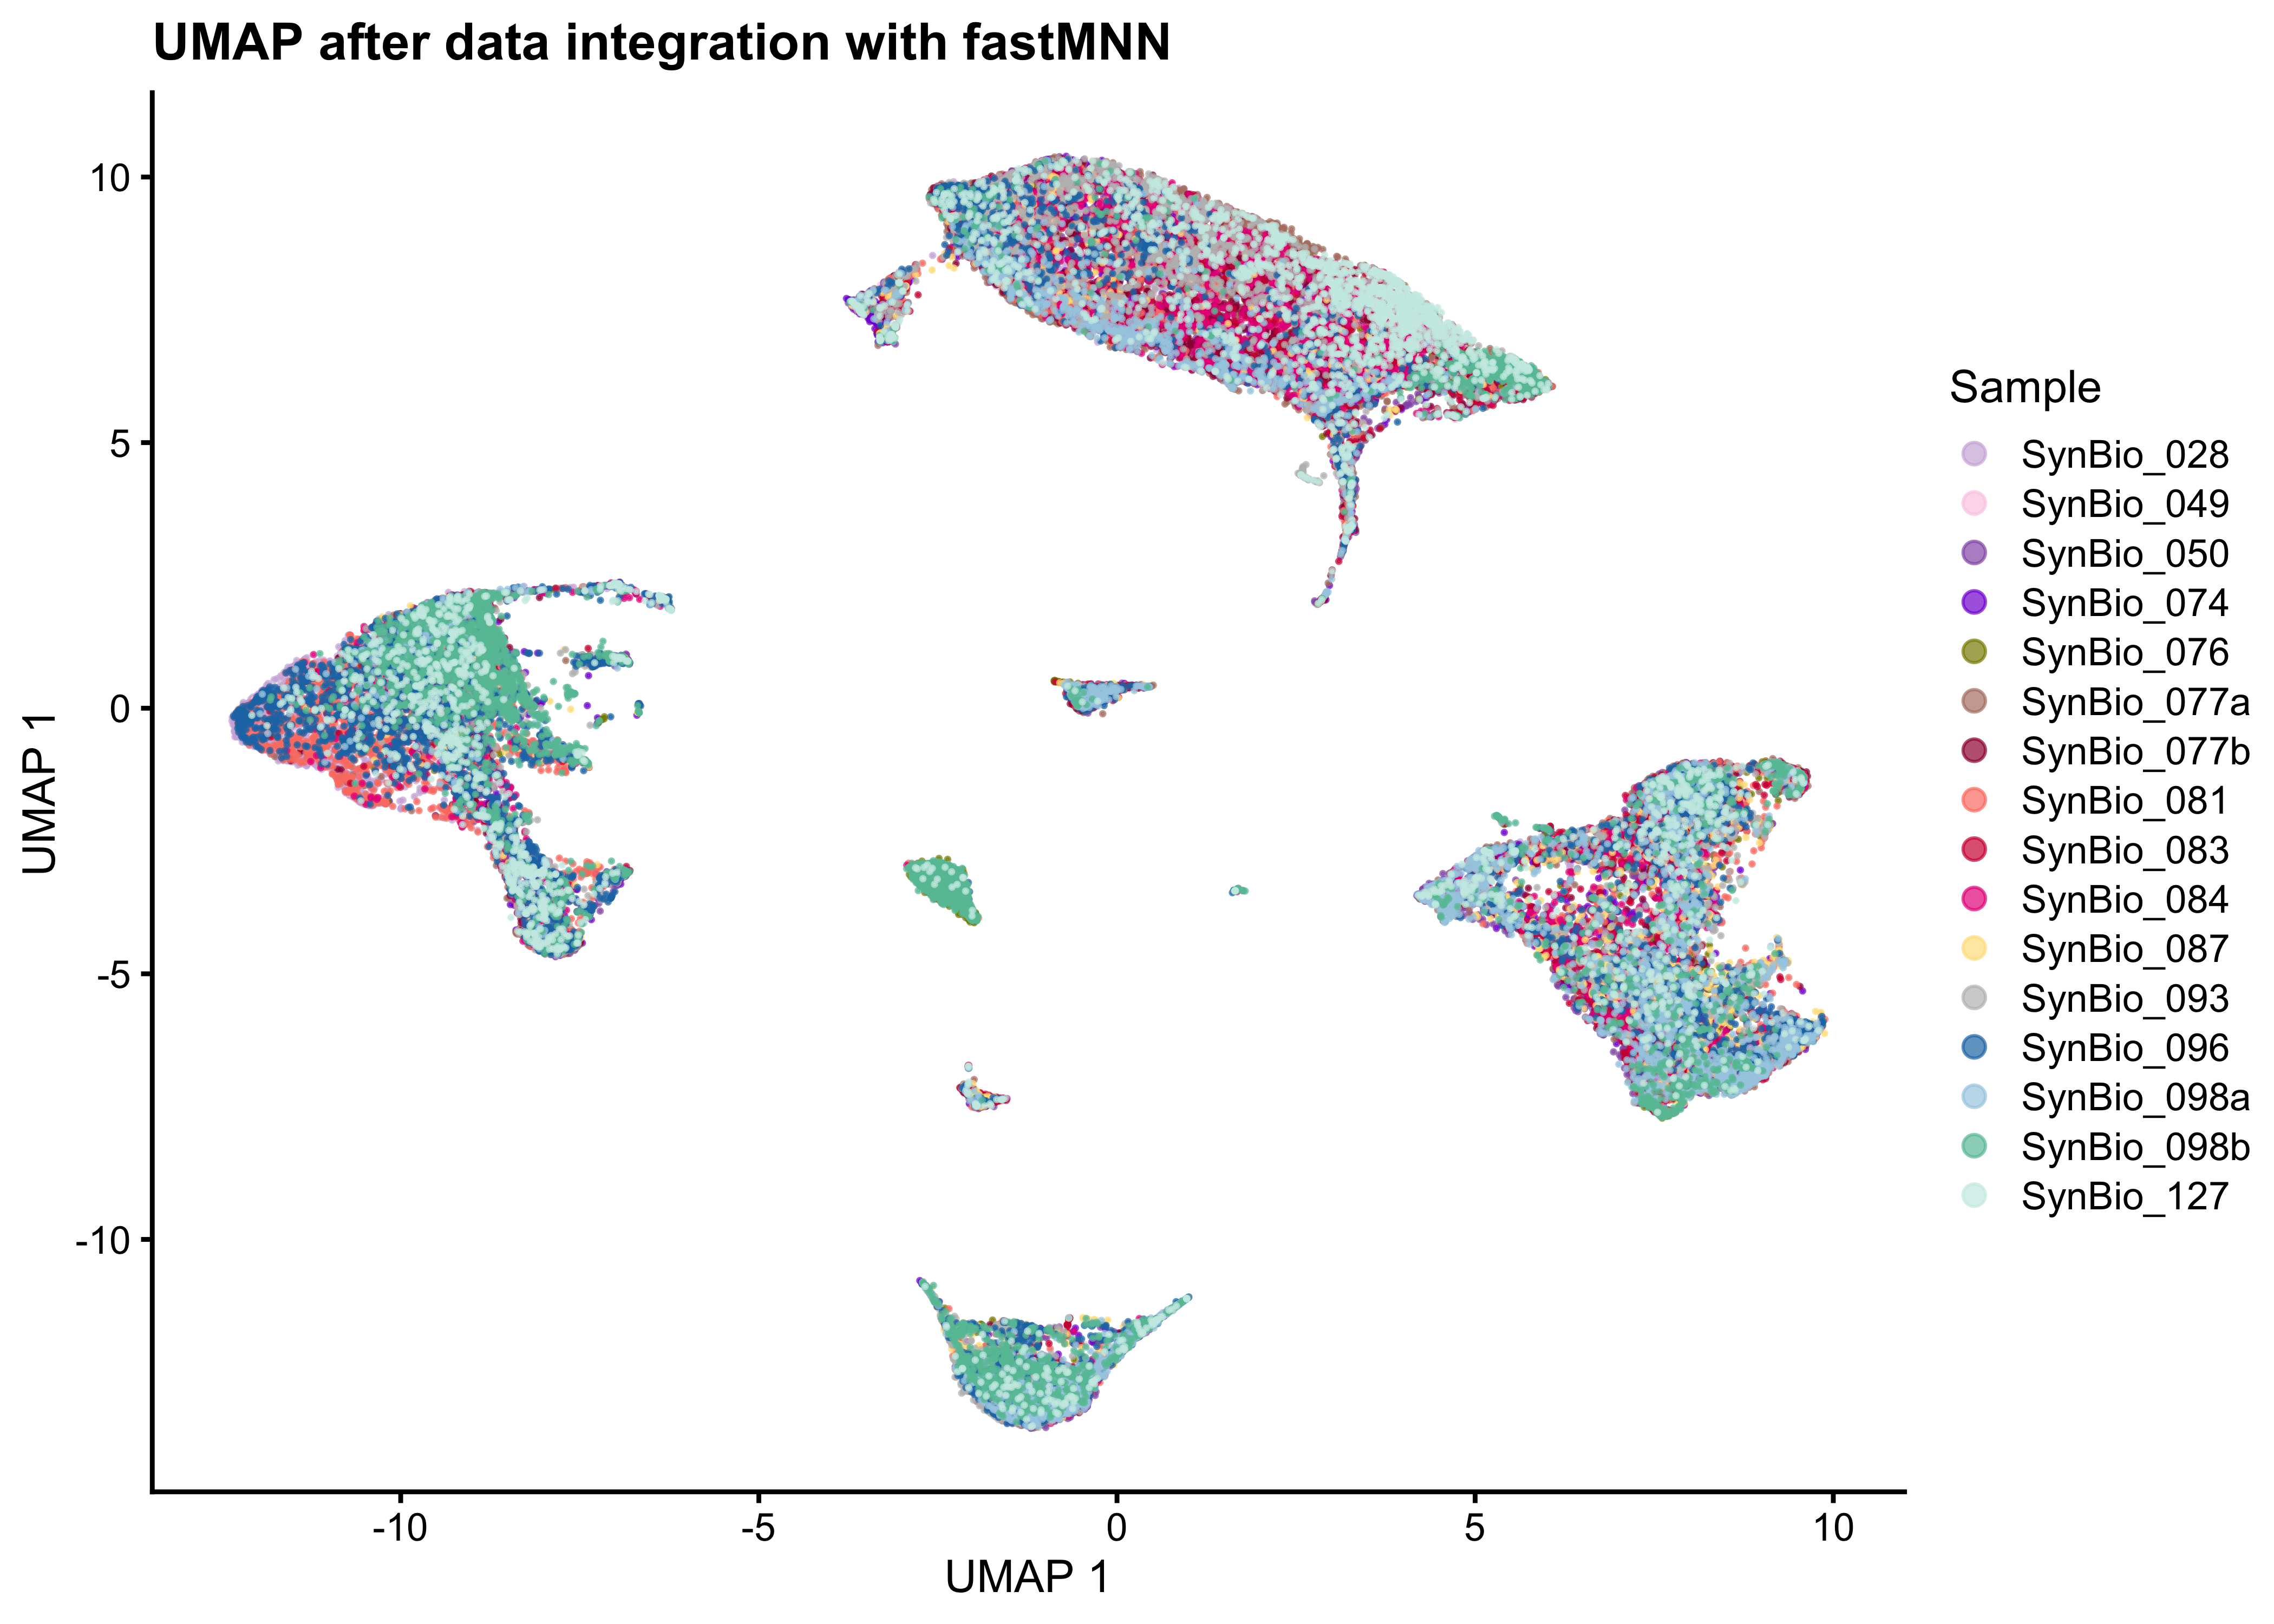 UMAP after data integration with fastMNN
10
5
0
-5
-10
UMAP 1
-10
-5
0
5
10
UMAP 1
Sample
SynBio_028
SynBio_049
SynBio_050
SynBio_074
SynBio_076
SynBio_077a
SynBio_077b
SynBio_081
SynBio_083
SynBio_084
SynBio_087
SynBio_093
SynBio_096
SynBio_098a
SynBio_098b
SynBio_127